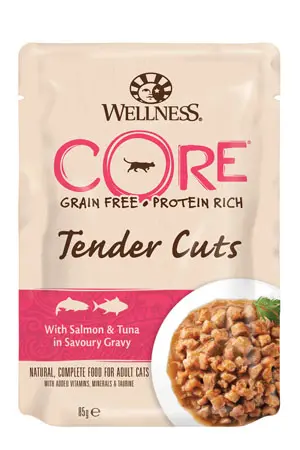 WELLNESS®
CORE®
GRAIN FREE • PROTEIN RICH
Tender Cuts
With Salmon & Tuna
in Savoury Gravy
NATURAL, COMPLETE FOOD FOR ADULT CATS
WITH ADDED VITAMINS, MINERALS & TAURINE
85g ℮